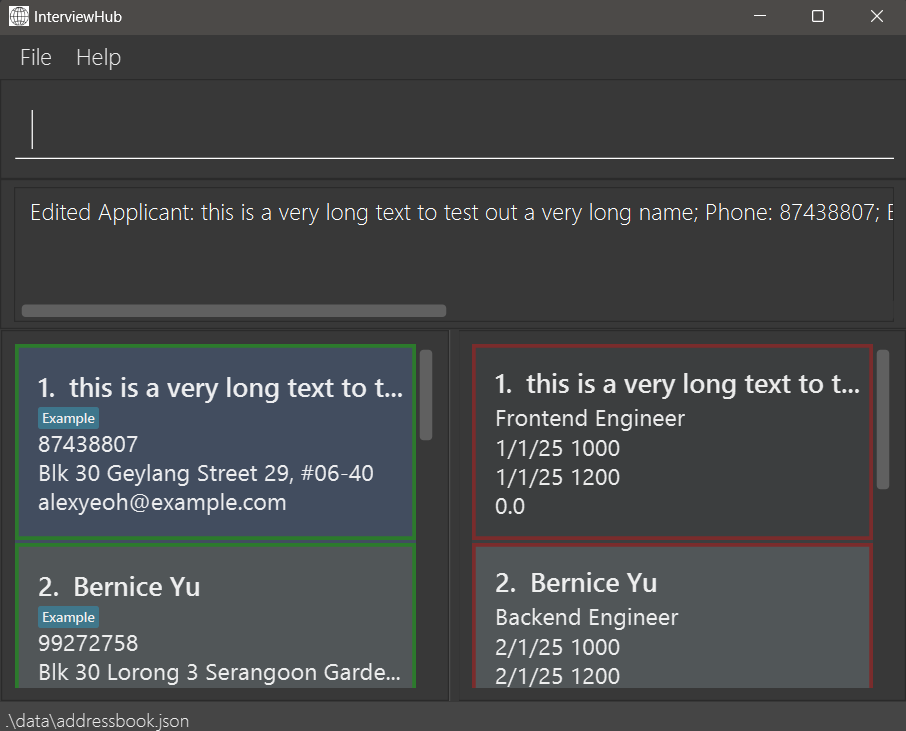 InterviewHub
File Help
Edited Applicant: this is a very long text to test out a very long name; Phone: 87438807; E
1. this is a very long text to t...
Example
87438807
Blk 30 Geylang Street 29, #06-40
alexyeoh@example.com
2. Bernice Yu
Example
99272758
Blk 30 Lorong 3 Serangoon Garde...
1. this is a very long text to t...
Frontend Engineer
1/1/25 1000
1/1/25 1200
0.0
2. Bernice Yu
Backend Engineer
2/1/25 1000
2/1/25 1200
.\data\addressbook.json